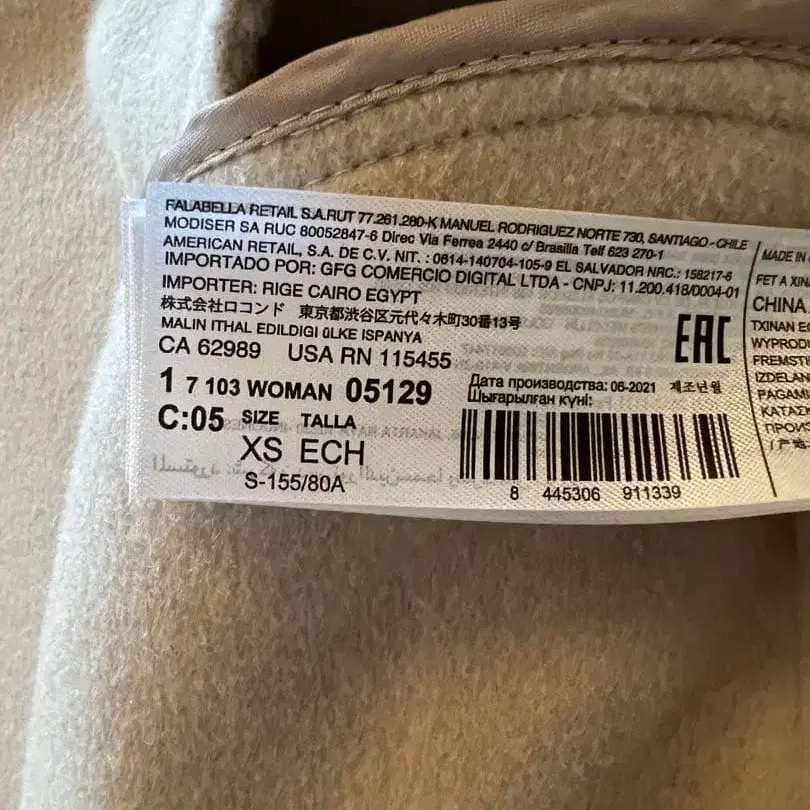 FALABELLA RETAIL S.A.RUT 77.261.280-K MANUEL RODRIGUEZ NORTE 730, SANTIAGO - CHILE
MODISER SA RUC 80052847-6 Direc Via Ferrea 2440 c/ Brasilia Telf 623 270-1
AMERICAN RETAIL, S.A. DE C.V. NIT. : 0614-140704-105-9 EL SALVADOR NRC.: 158217-6
IMPORTADO POR: GFG COMERCIO DIGITAL LTDA - CNPJ: 11.200.418/0004-01
IMPORTER: RIGE CAIRO EGYPT
株式会社ロコンド 東京都渋谷区元代々木町30番13号
MALIN ITHAL EDILDIGI üLKE ISPANYA
CA 62989 USA RN 115455
EAC
1 7 103 WOMAN 05129
Дата производства: 06-2021 제조년월
Шығарылған күні:
C:05 SIZE TALLA
XS ECH
S-155/80A
8 445306 911339
MADE IN
FET A XINA
CHINA
TXINAN EG
WYPRODU
FREMSTI
IZDELAN
PAGAMI
KATAD
ПРОИЗ